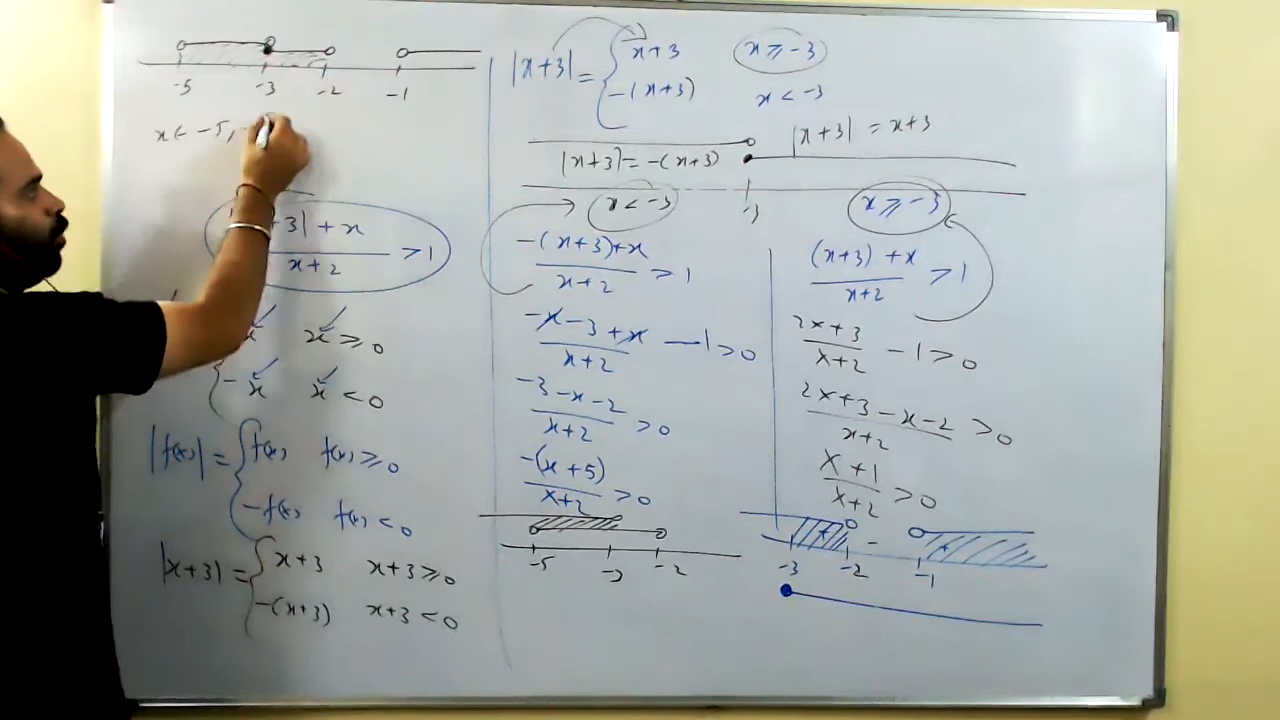 -5 -3 -2 -1
x < -5, -
3| + x
x+2
> 1
x x ≥ 0
-x x < 0
|f(x)| = { f(x) f(x) ≥ 0
-f(x) f(x) < 0
|x+3| = { x+3 x+3 ≥ 0
-(x+3) x+3 < 0
|x+3| = { x+3 x ≥ -3
-(x+3) x < -3
|x+3| = -(x+3) |x+3| = x+3
-3
x < -3
-(x+3)+x
x+2
> 1
-x-3+x
x+2
-1 > 0
-3-x-2
x+2
> 0
-(x+5)
x+2
> 0
-5 -3 -2
x ≥ -3
(x+3) + x
x+2
> 1
2x+3
x+2
- 1 > 0
2x+3-x-2
x+2
> 0
x+1
x+2
> 0
+ - +
-3 -2 -1